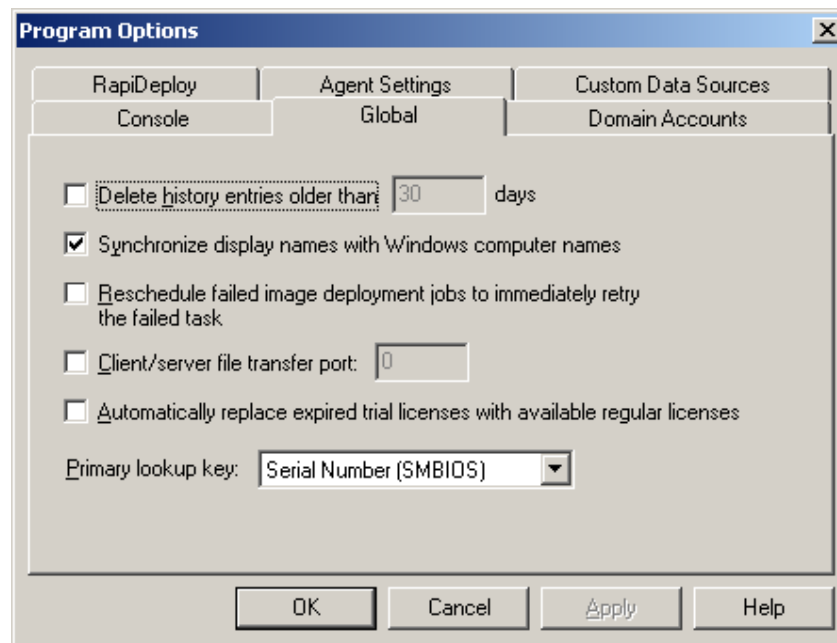 Program Options
RapiDeploy Agent Settings Custom Data Sources
Console Global Domain Accounts
Delete history entries older than 30 days
Synchronize display names with Windows computer names
Reschedule failed image deployment jobs to immediately retry
the failed task
Client/server file transfer port: 0
Automatically replace expired trial licenses with available regular licenses
Primary lookup key: Serial Number (SMBIOS)
OK Cancel Apply Help